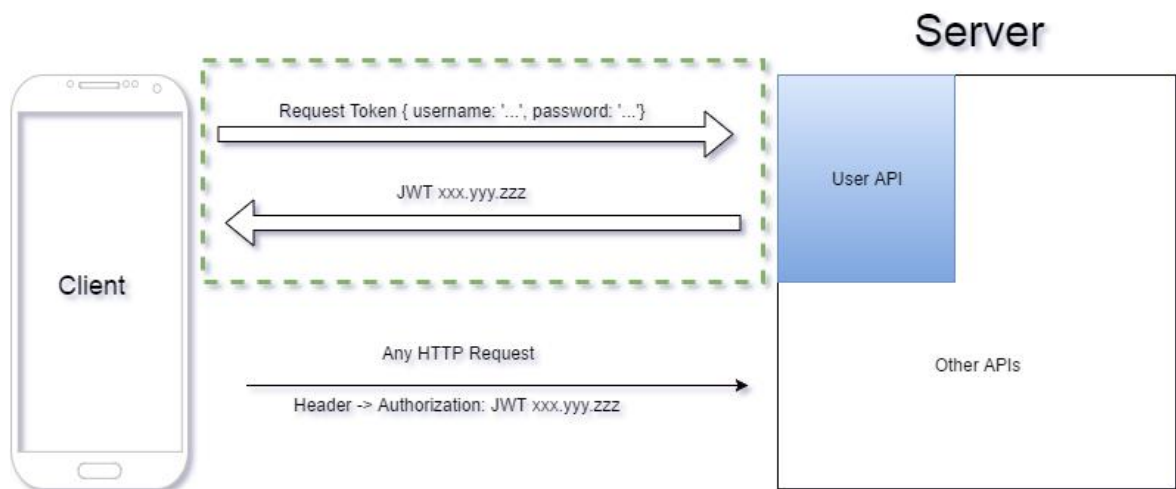 Server
Request Token { username: '...', password: '...'}
JWT xxx.yyy.zzz
User API
Client
Any HTTP Request
Header -> Authorization: JWT xxx.yyy.zzz
Other APIs